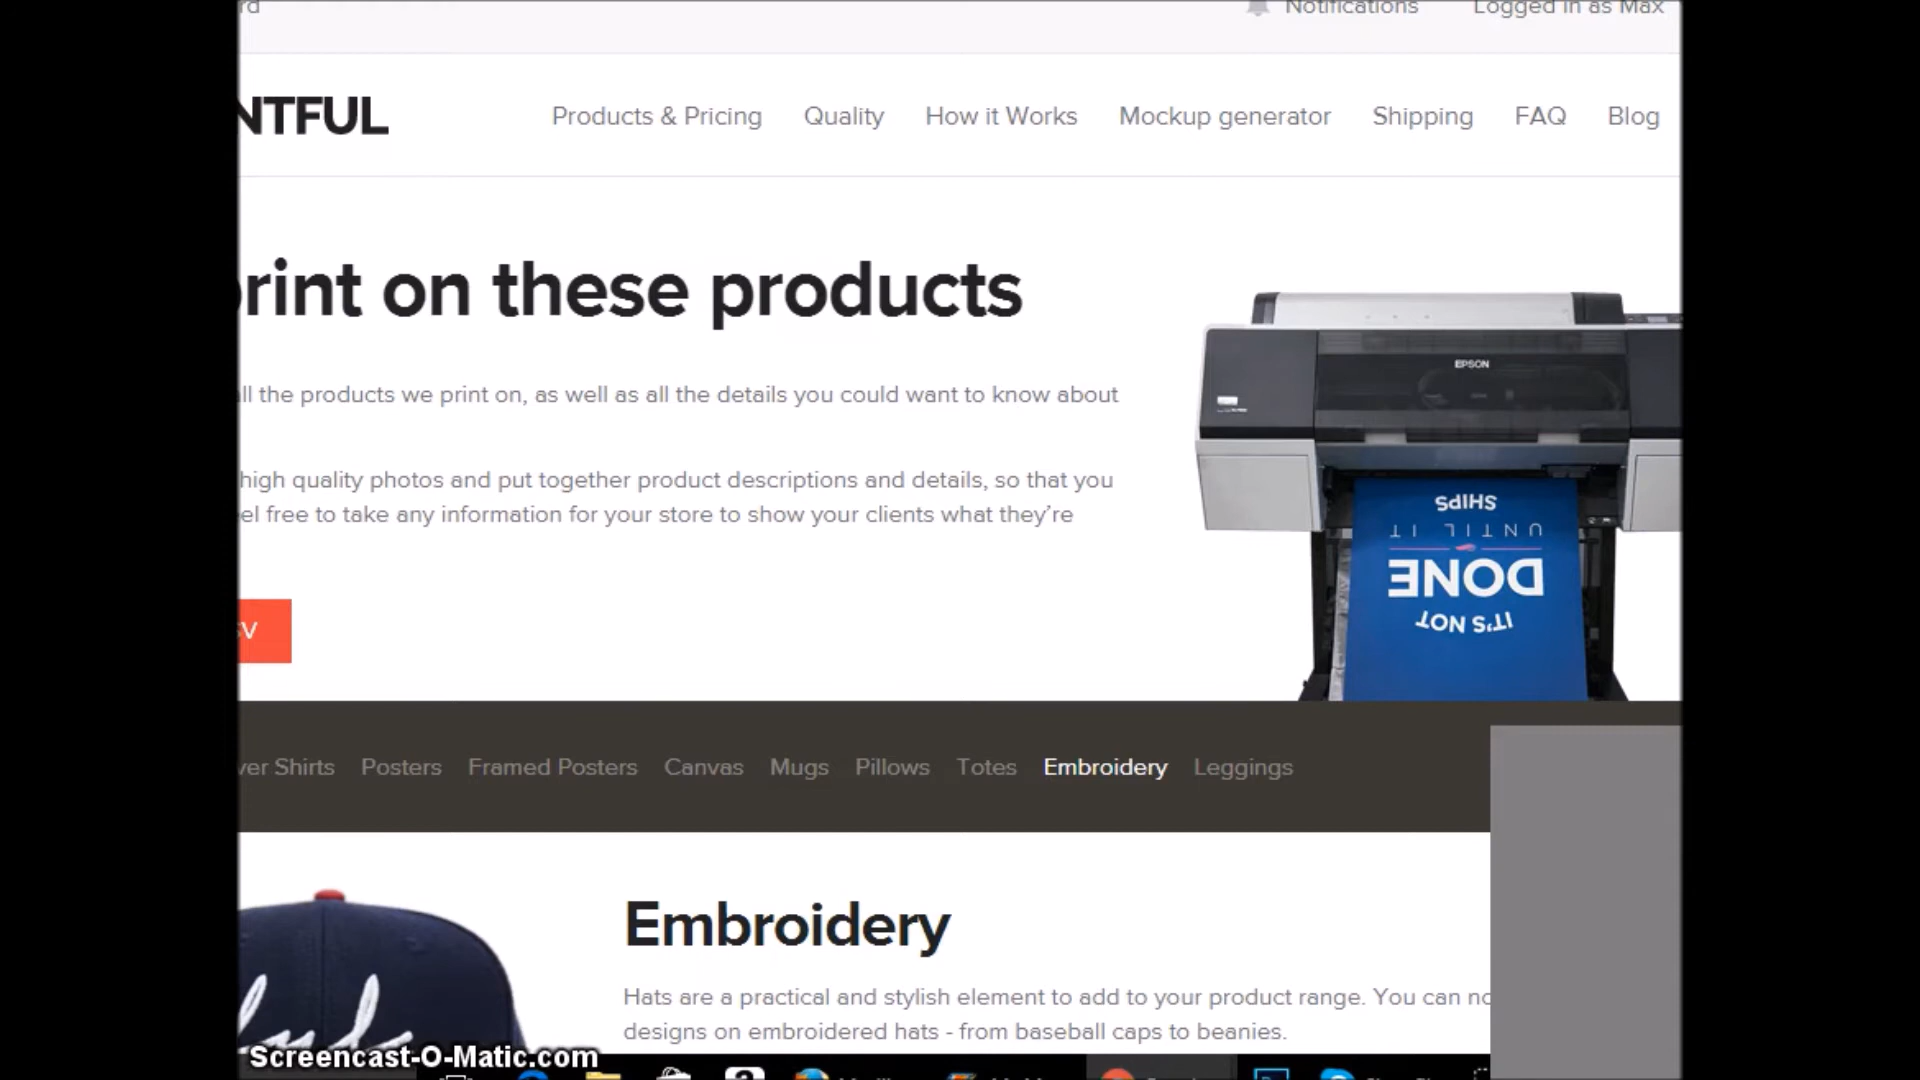 Notifications Logged in as Max
NTFUL Products & Pricing Quality How it Works Mockup generator Shipping FAQ Blog
rint on these products
EPSON
ll the products we print on, as well as all the details you could want to know about
high quality photos and put together product descriptions and details, so that you
el free to take any information for your store to show your clients what they're
SHIPS
UNTIL IT
DONE
IT'S NOT
SV
ver Shirts Posters Framed Posters Canvas Mugs Pillows Totes Embroidery Leggings
Embroidery
Hats are a practical and stylish element to add to your product range. You can no
designs on embroidered hats - from baseball caps to beanies.
Screencast-O-Matic.com